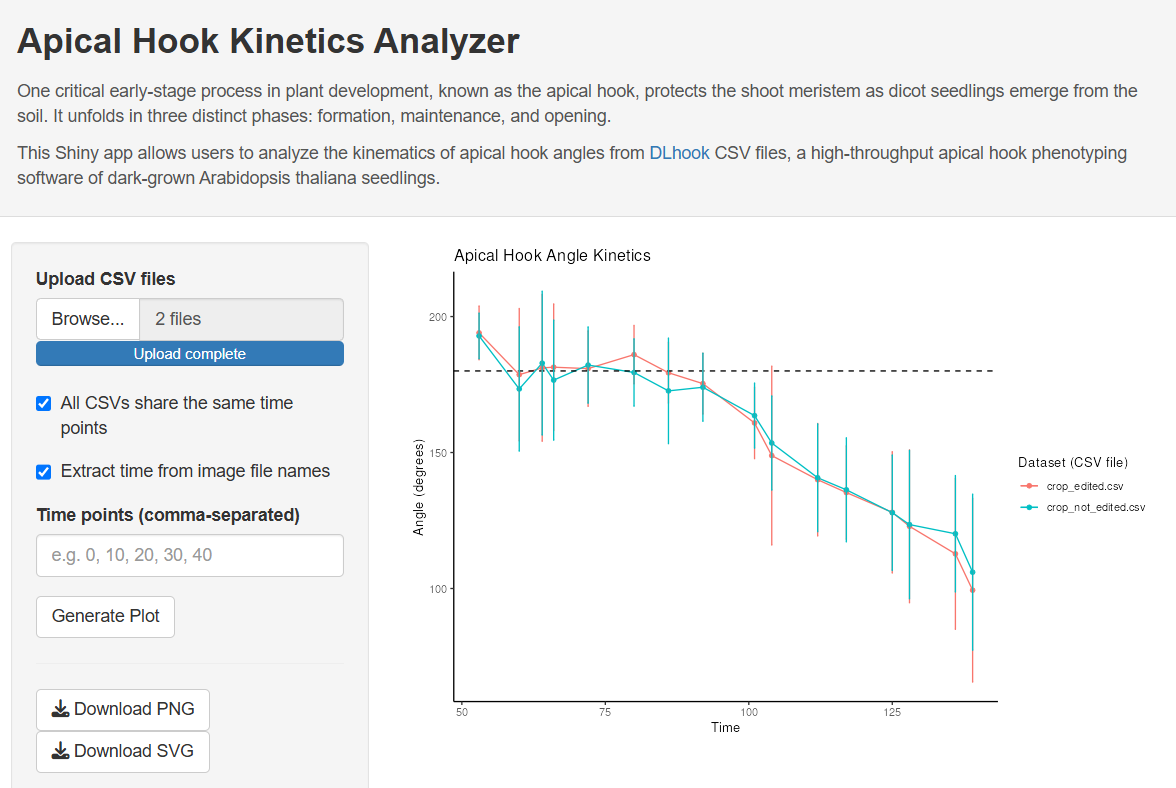 Apical Hook Kinetics Analyzer
One critical early-stage process in plant development, known as the apical hook, protects the shoot meristem as dicot seedlings emerge from the
soil. It unfolds in three distinct phases: formation, maintenance, and opening.
This Shiny app allows users to analyze the kinematics of apical hook angles from DLhook CSV files, a high-throughput apical hook phenotyping
software of dark-grown Arabidopsis thaliana seedlings.
Upload CSV files
Browse... 2 files
Upload complete
All CSVs share the same time
points
Extract time from image file names
Time points (comma-separated)
e.g. 0, 10, 20, 30, 40
Generate Plot
Download PNG
Download SVG
Apical Hook Angle Kinetics
Angle (degrees)
200
150
100
50 75 100 125
Time
Dataset (CSV file)
crop_edited.csv
crop_not_edited.csv